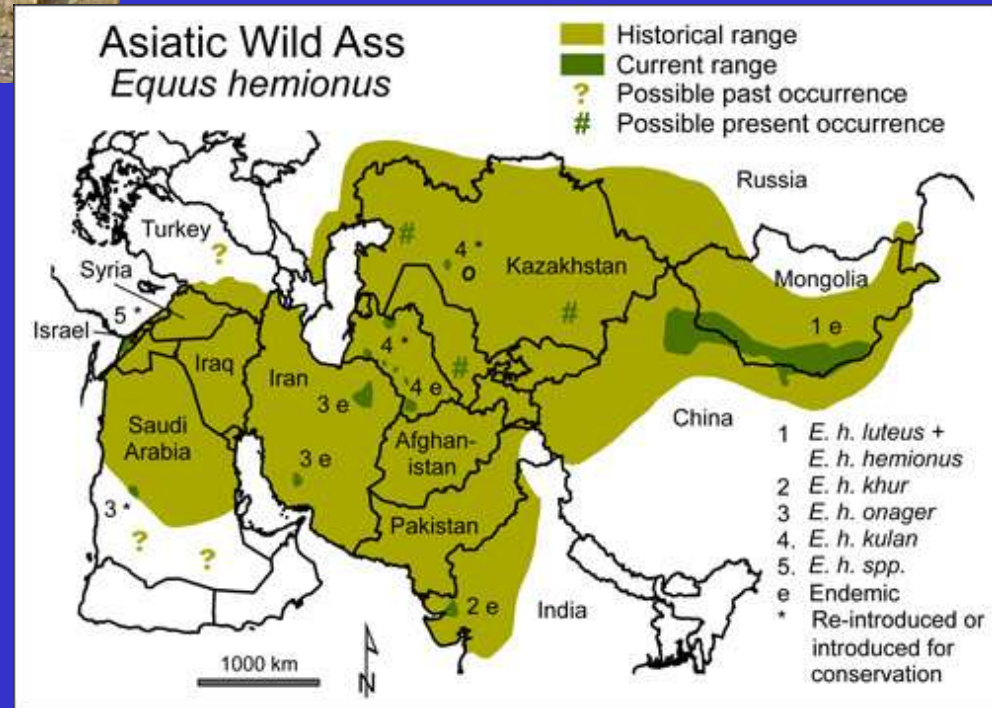 Asiatic Wild Ass
Equus hemionus
Historical range
Current range
? Possible past occurrence
# Possible present occurrence
Russia
Turkey
?
#
4 *
Kazakhstan
Mongolia
Syria
5 *
Israel
1 e
Iraq
Iran
4 *
#
#
3 e
4 e
China
Saudi
Arabia
Afghan-
istan
3 e
Pakistan
3 *
?
?
2 e
India
1 E. h. luteus +
E. h. hemionus
2 E. h. khur
3 E. h. onager
4. E. h. kulan
5. E. h. spp.
e Endemic
* Re-introduced or
introduced for
conservation
1000 km
N